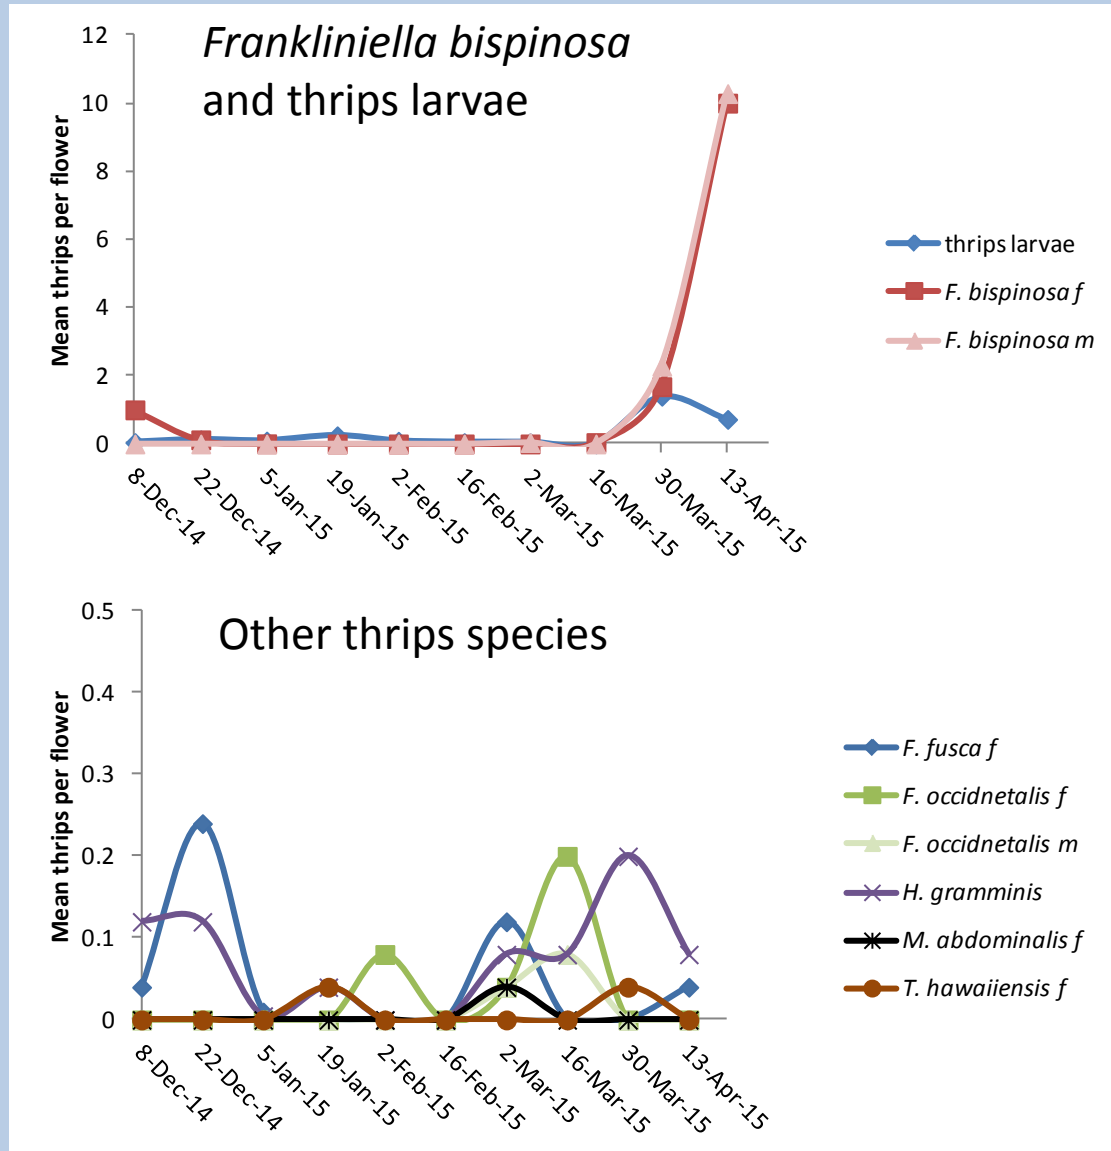 Frankliniella bispinosa
and thrips larvae
Mean thrips per flower
12
10
8
6
4
2
0
8-Dec-14
22-Dec-14
5-Jan-15
19-Jan-15
2-Feb-15
16-Feb-15
2-Mar-15
16-Mar-15
30-Mar-15
13-Apr-15
thrips larvae
F. bispinosa f
F. bispinosa m
Other thrips species
Mean thrips per flower
0.5
0.4
0.3
0.2
0.1
0
8-Dec-14
22-Dec-14
5-Jan-15
19-Jan-15
2-Feb-15
16-Feb-15
2-Mar-15
16-Mar-15
30-Mar-15
13-Apr-15
F. fusca f
F. occidnetalis f
F. occidnetalis m
H. gramminis
M. abdominalis f
T. hawaiiensis f